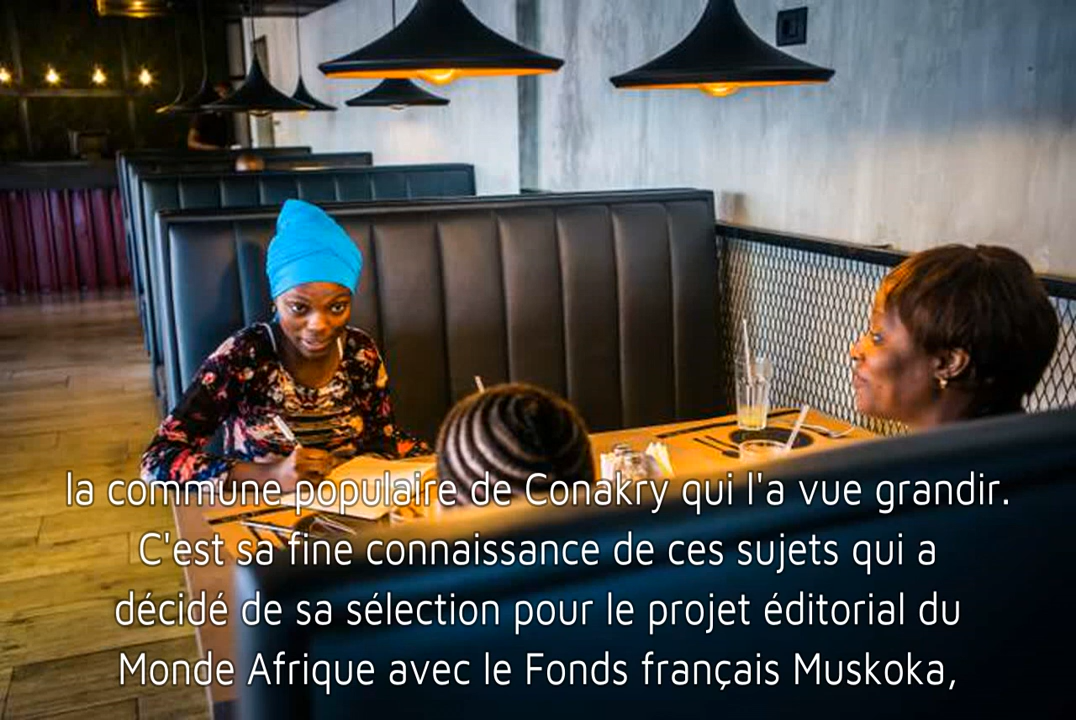 la commune populaire de Conakry qui l'a vue grandir.
C'est sa fine connaissance de ces sujets qui a
décidé de sa sélection pour le projet éditorial du
Monde Afrique avec le Fonds français Muskoka,